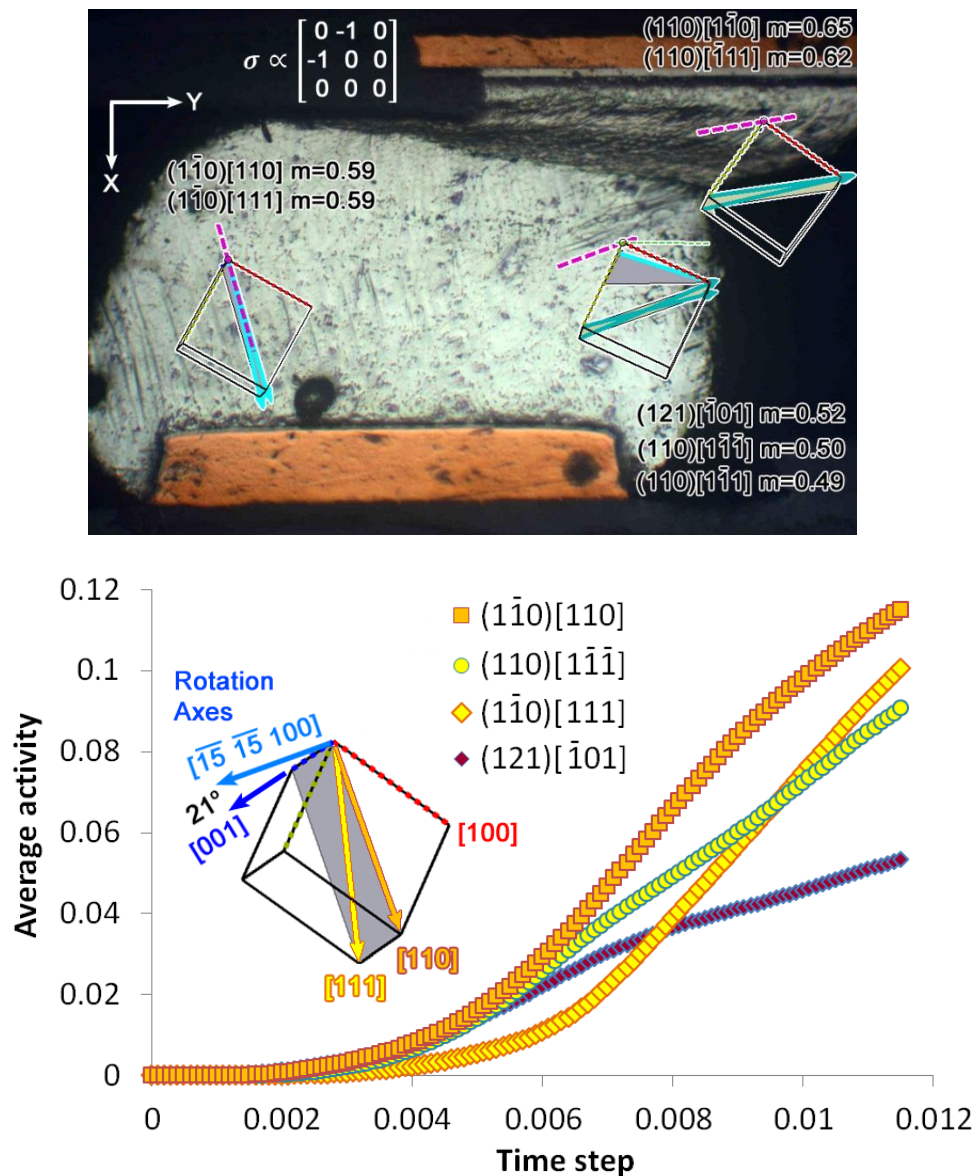 σ ∝ [0 -1 0
-1 0 0
0 0 0]
(110)[11̄0] m=0.65
(110)[1̄11] m=0.62
Y
X
(11̄0)[110] m=0.59
(11̄0)[111] m=0.59
(121)[1̄01] m=0.52
(110)[11̄1̄] m=0.50
(110)[11̄1] m=0.49
0.12
0.1
0.08
0.06
0.04
0.02
0
Average activity
(11̄0)[110]
(110)[11̄1̄]
(11̄0)[111]
(121)[1̄01]
Rotation
Axes
[1̄5̄ 1̄5̄ 100]
21º
[001]
[100]
[110]
[111]
0 0.002 0.004 0.006 0.008 0.01 0.012
Time step